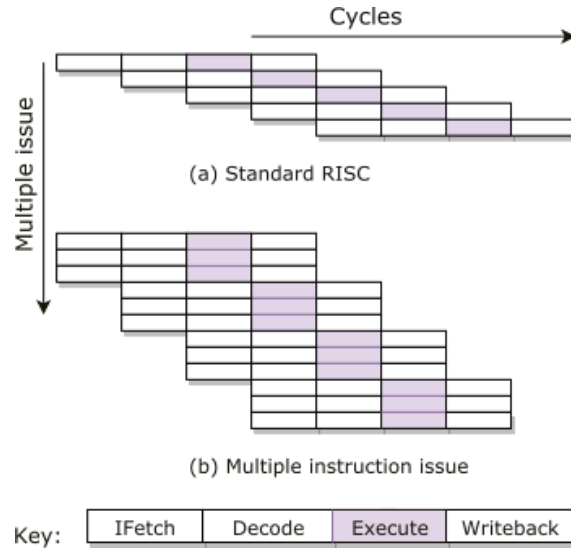 Cycles
Multiple issue
(a) Standard RISC
(b) Multiple instruction issue
Key: IFetch Decode Execute Writeback